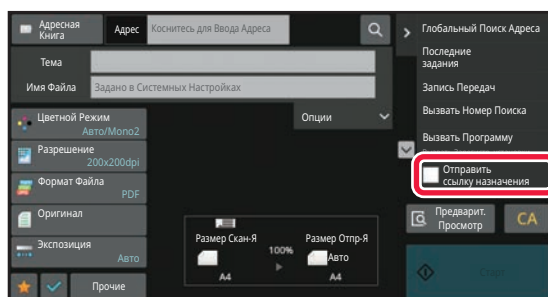 Адресная
Книга
Адрес
Коснитесь для Ввода Адреса
Тема
Имя Файла
Задано в Системных Настройках
Цветной Режим
Авто/Mono2
Разрешение
200x200dpi
Формат Файла
PDF
Оригинал
Экспозиция
Авто
Прочие
Опции
Размер Скан-Я
100%
Размер Отпр-Я
Авто
A4
A4
Глобальный Поиск Адреса
Последние
задания
Запись Передач
Вызвать Номер Поиска
Вызвать Программу
Отправить
ссылку назначения
Предварит.
Просмотр
CA